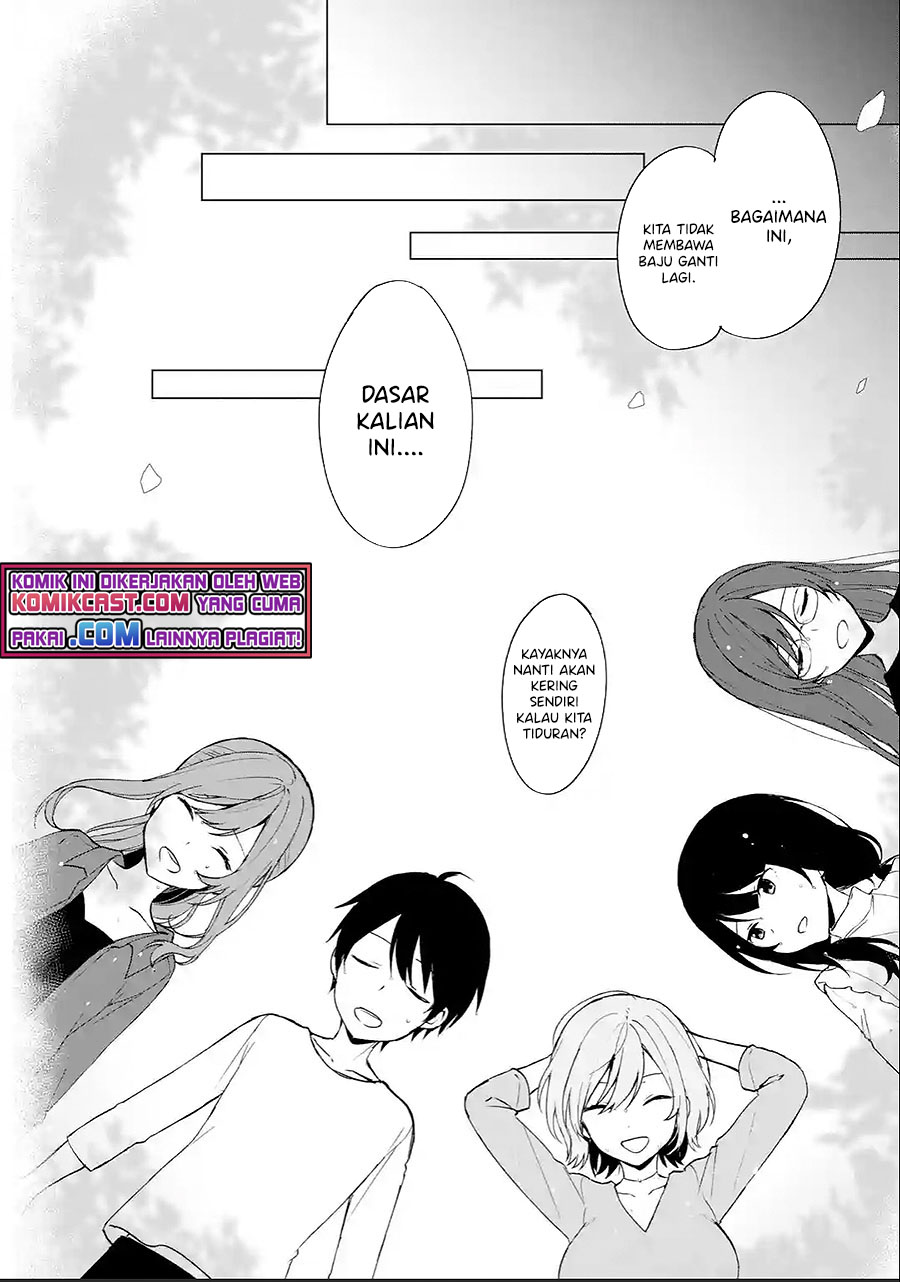 ...
BAGAIMANA
INI,
KITA TIDAK
MEMBAWA
BAJU GANTI
LAGI.
DASAR
KALIAN
INI....
KOMIK INI DIKERJAKAN OLEH WEB
KOMIKCAST.COM YANG CUMA
PAKAI .COM LAINNYA PLAGIAT!
KAYAKNYA
NANTI AKAN
KERING
SENDIRI
KALAU KITA
TIDURAN?